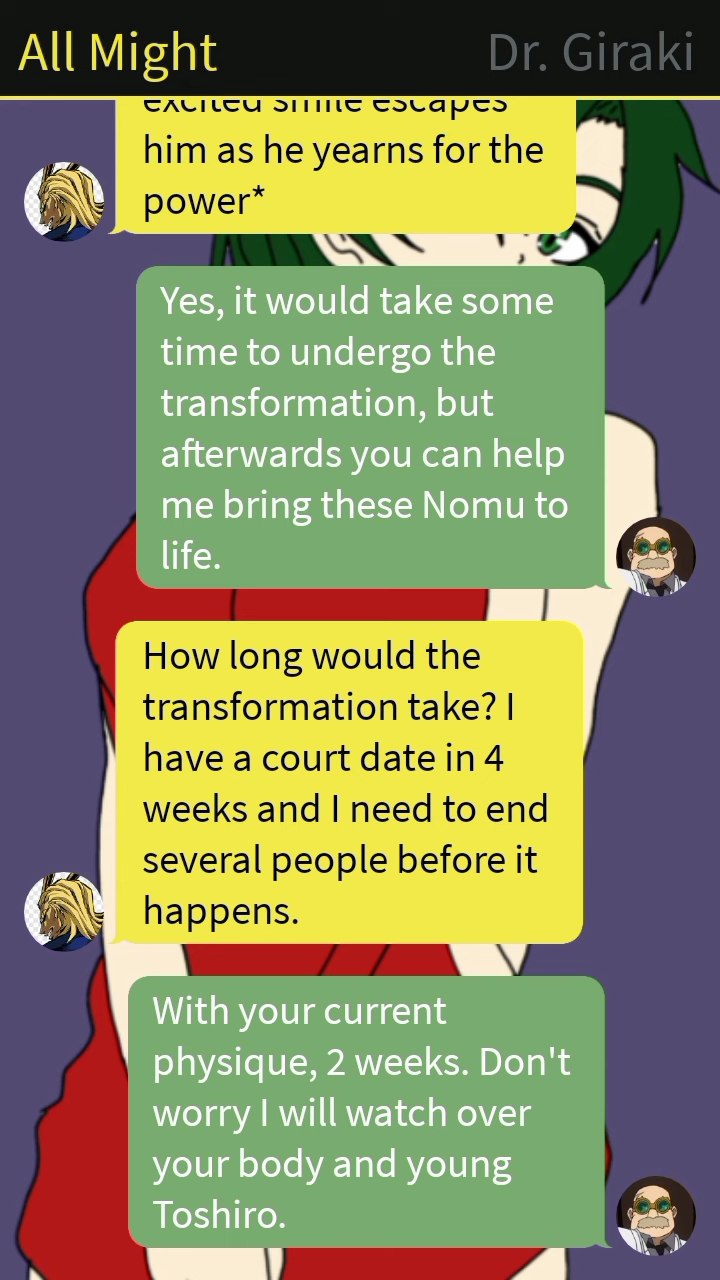 All Might
Dr. Giraki
excited smile escapes
him as he yearns for the
power*
Yes, it would take some
time to undergo the
transformation, but
afterwards you can help
me bring these Nomu to
life.
How long would the
transformation take? I
have a court date in 4
weeks and I need to end
several people before it
happens.
With your current
physique, 2 weeks. Don't
worry I will watch over
your body and young
Toshiro.